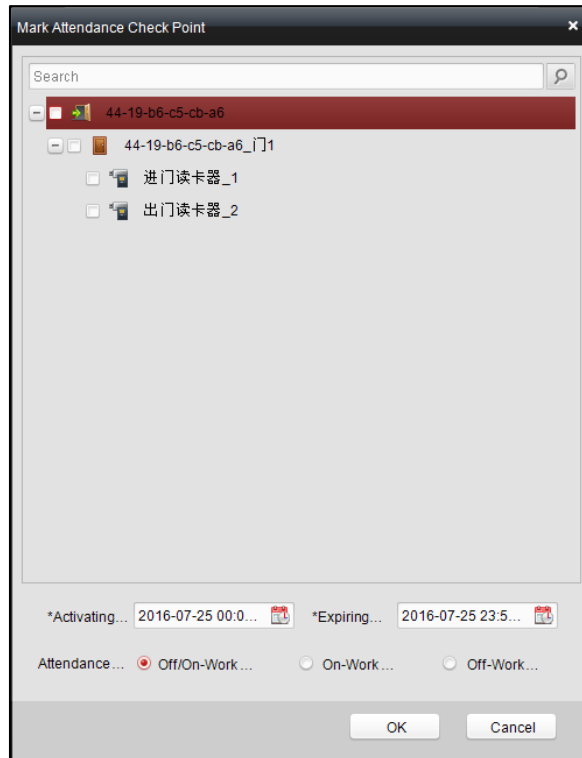 Mark Attendance Check Point
Search
44-19-b6-c5-cb-a6
44-19-b6-c5-cb-a6_门1
进门读卡器_1
出门读卡器_2
*Activating... 2016-07-25 00:0... *Expiring... 2016-07-25 23:5...
Attendance... Off/On-Work... On-Work... Off-Work...
OK Cancel